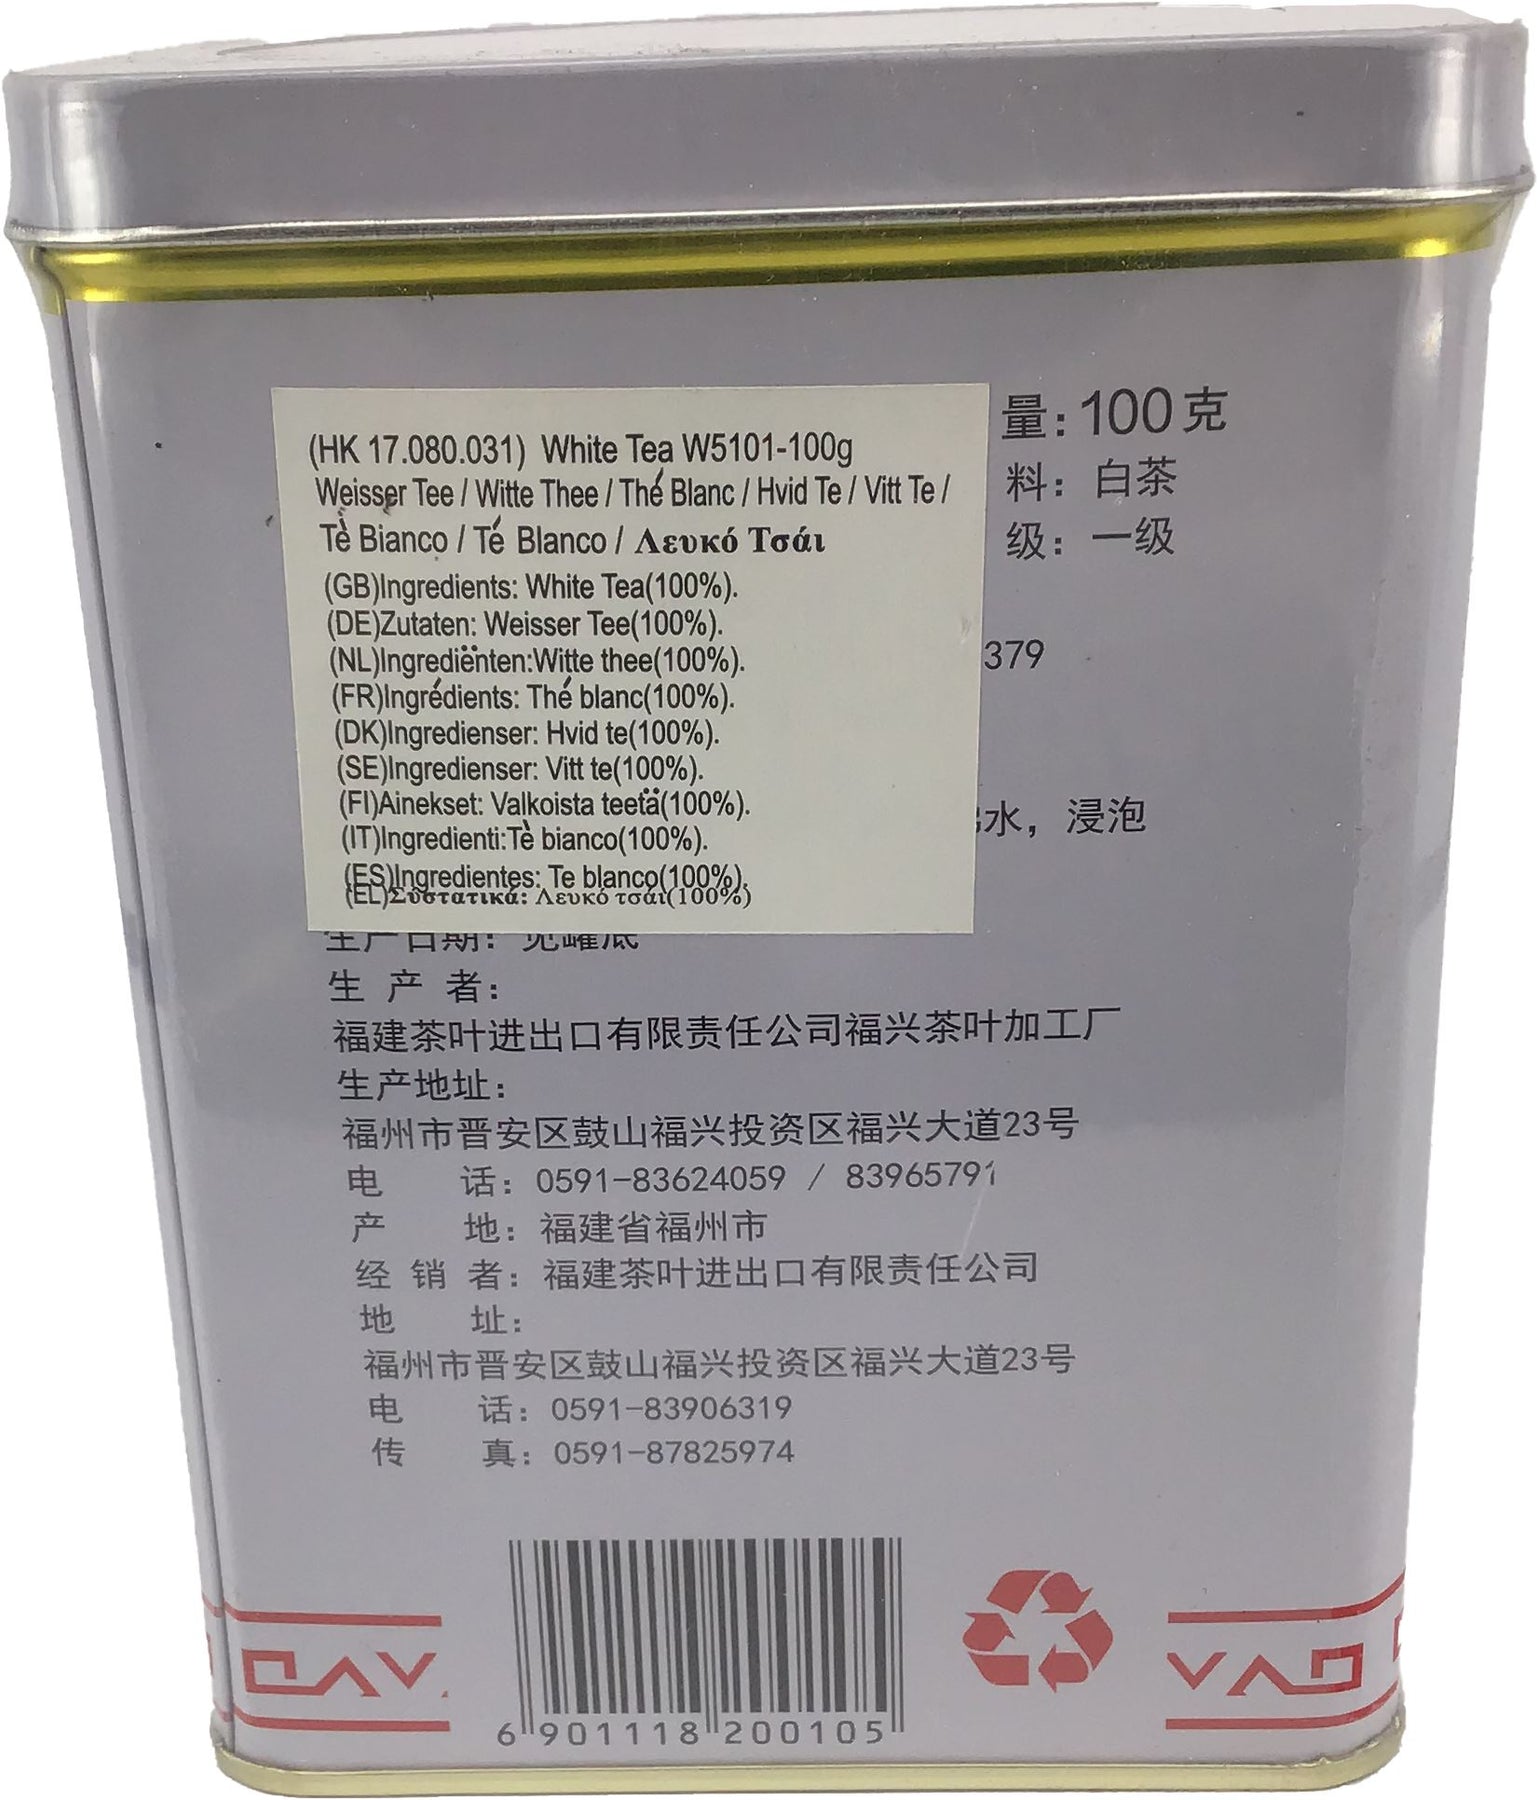 (HK 17.080.031) White Tea W5101-100g
Weisser Tee / Witte Thee / Thé Blanc / Hvid Te / Vitt Te /
Tè Bianco / Té Blanco / Λευκό Τσάι
(GB)Ingredients: White Tea(100%).
(DE)Zutaten: Weisser Tee(100%).
(NL)Ingrediënten:Witte thee(100%).
(FR)Ingrédients: Thé blanc(100%).
(DK)Ingredienser: Hvid te(100%).
(SE)Ingredienser: Vitt te(100%).
(FI)Ainekset: Valkoista teetä(100%).
(IT)Ingredienti:Tè bianco(100%).
(ES)Ingredientes: Te blanco(100%).
(EL)Συστατικά: Λευκό τσάι(100%)
量：100克
料：白茶
级：一级
379
水，浸泡
生产日期：见罐底
生产者：
福建茶叶进出口有限责任公司福兴茶叶加工厂
生产地址：
福州市晋安区鼓山福兴投资区福兴大道23号
电 话：0591-83624059 / 83965791
产 地：福建省福州市
经销者：福建茶叶进出口有限责任公司
地 址：
福州市晋安区鼓山福兴投资区福兴大道23号
电 话：0591-83906319
传 真：0591-87825974
6 901118 200105